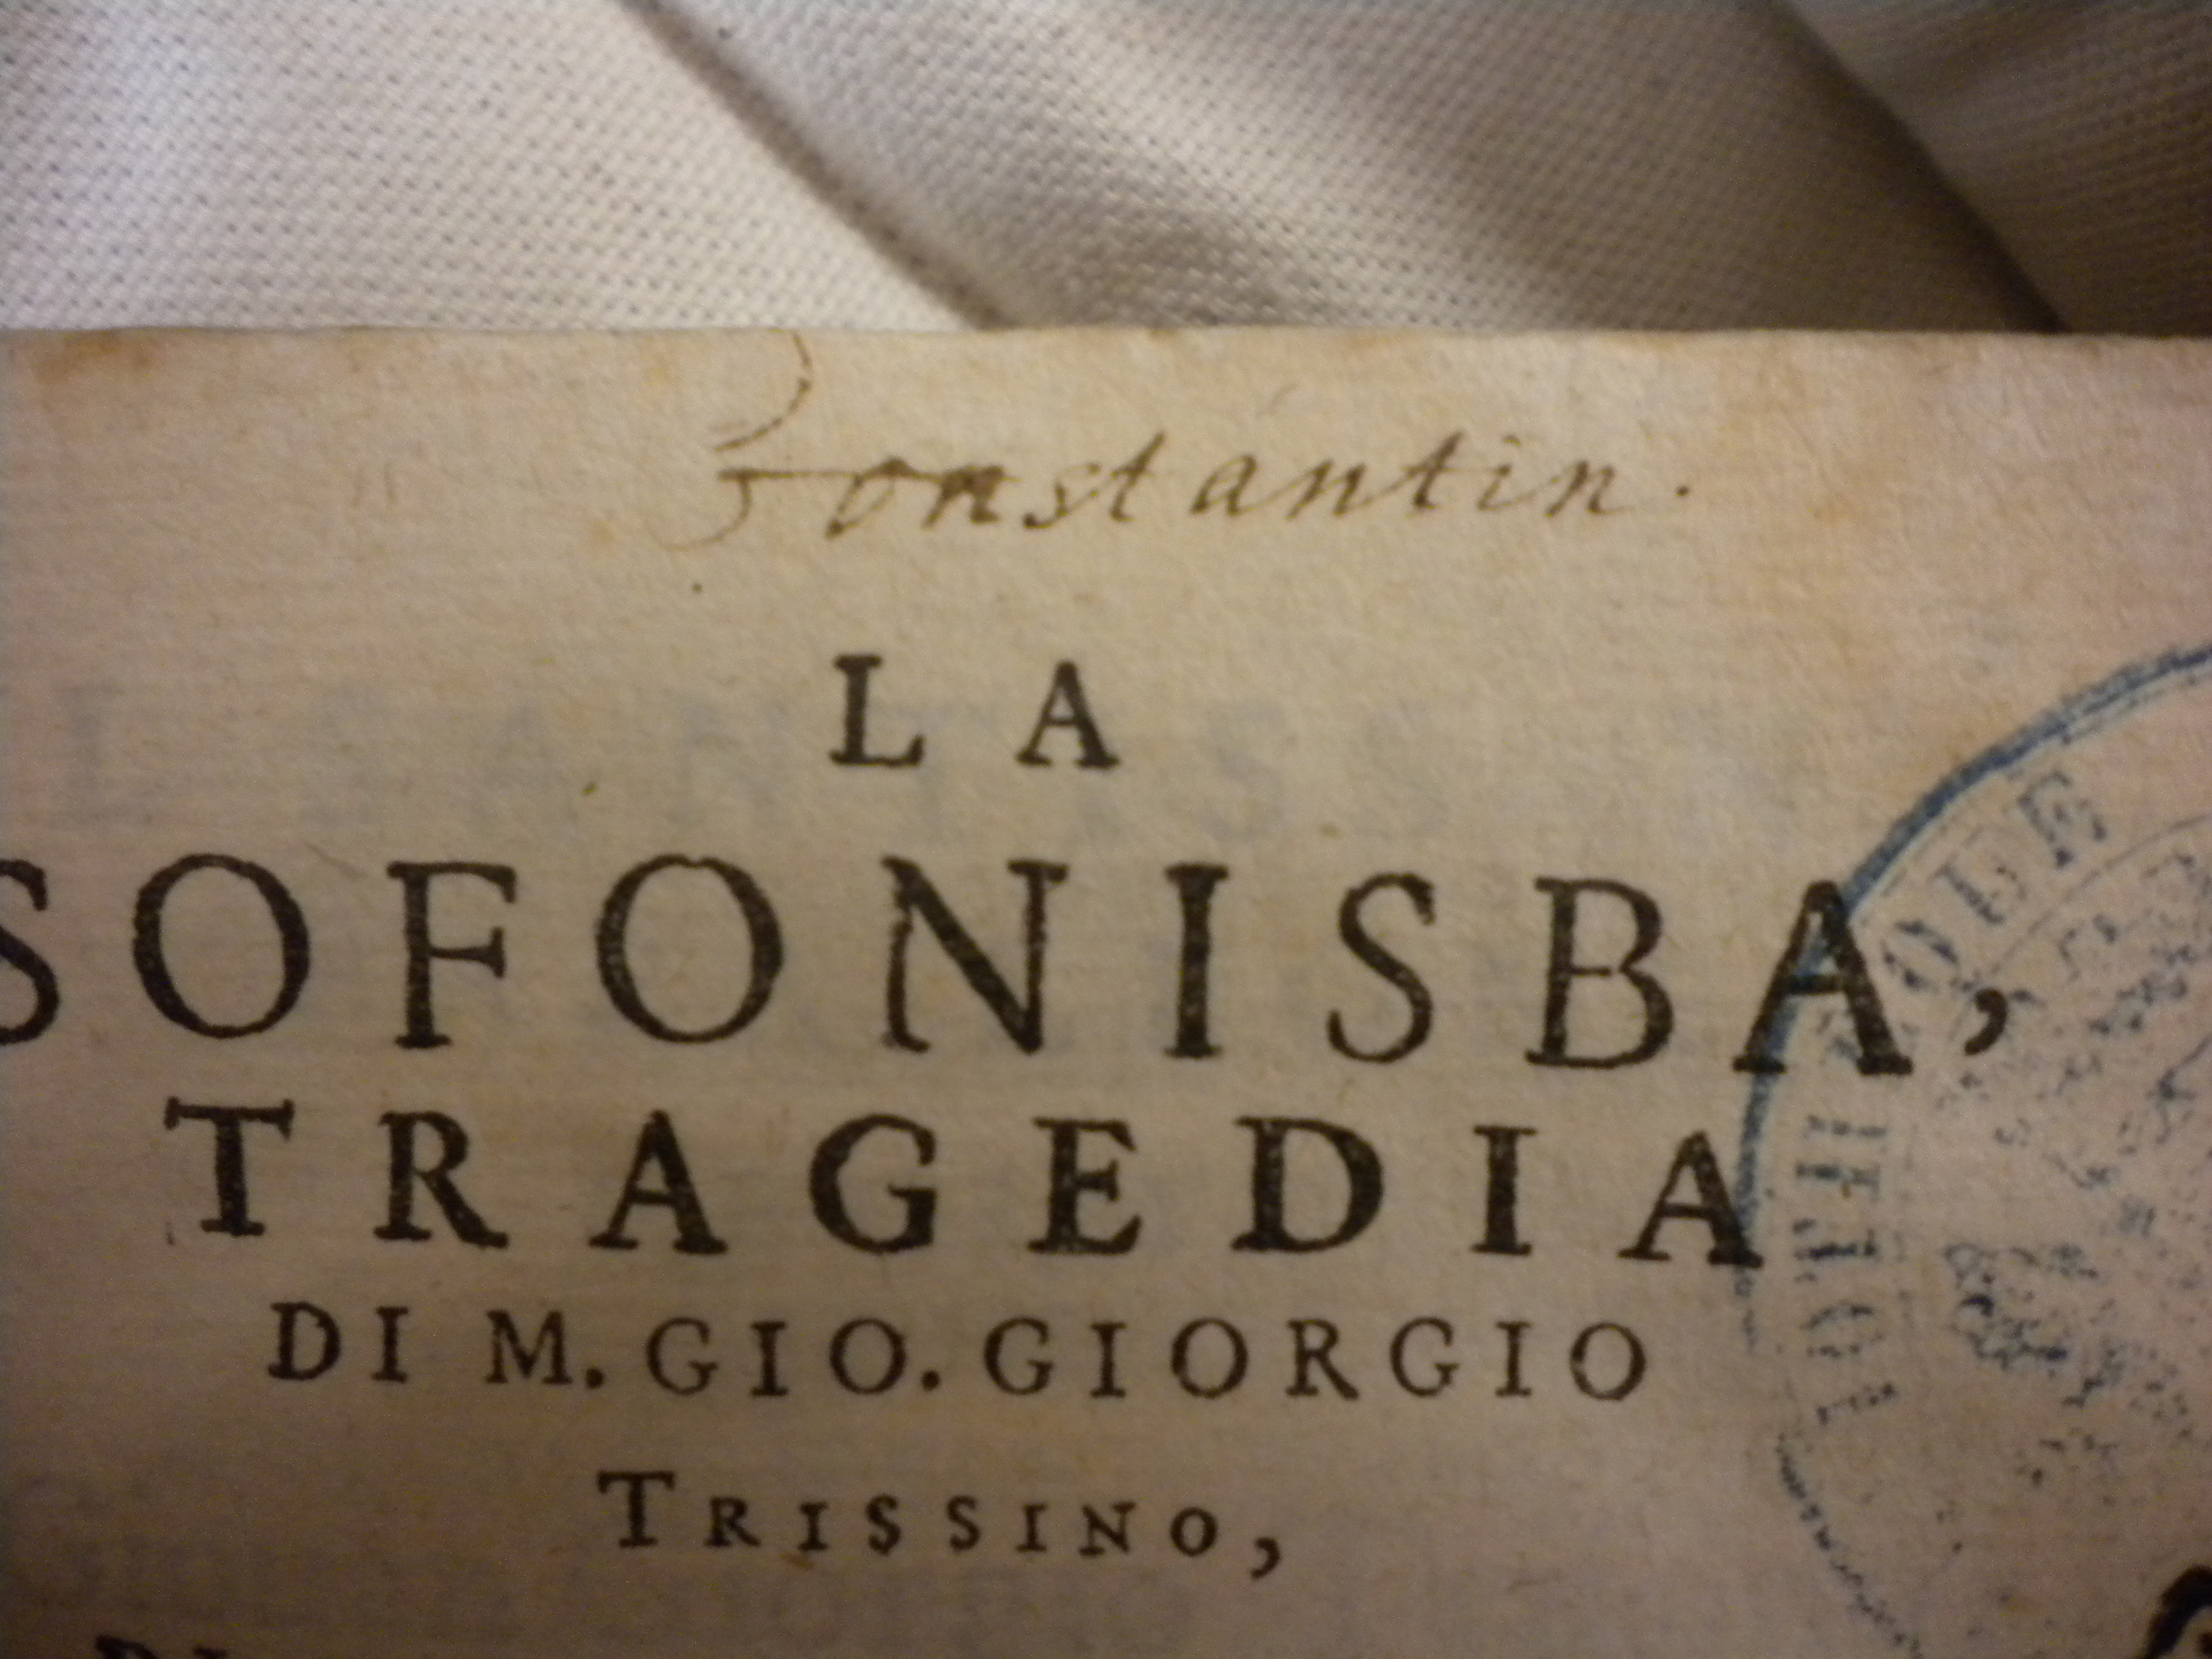 Constantin.
LA
SOFONISBA,
TRAGEDIA
DI M. GIO. GIORGIO
TRISSINO,